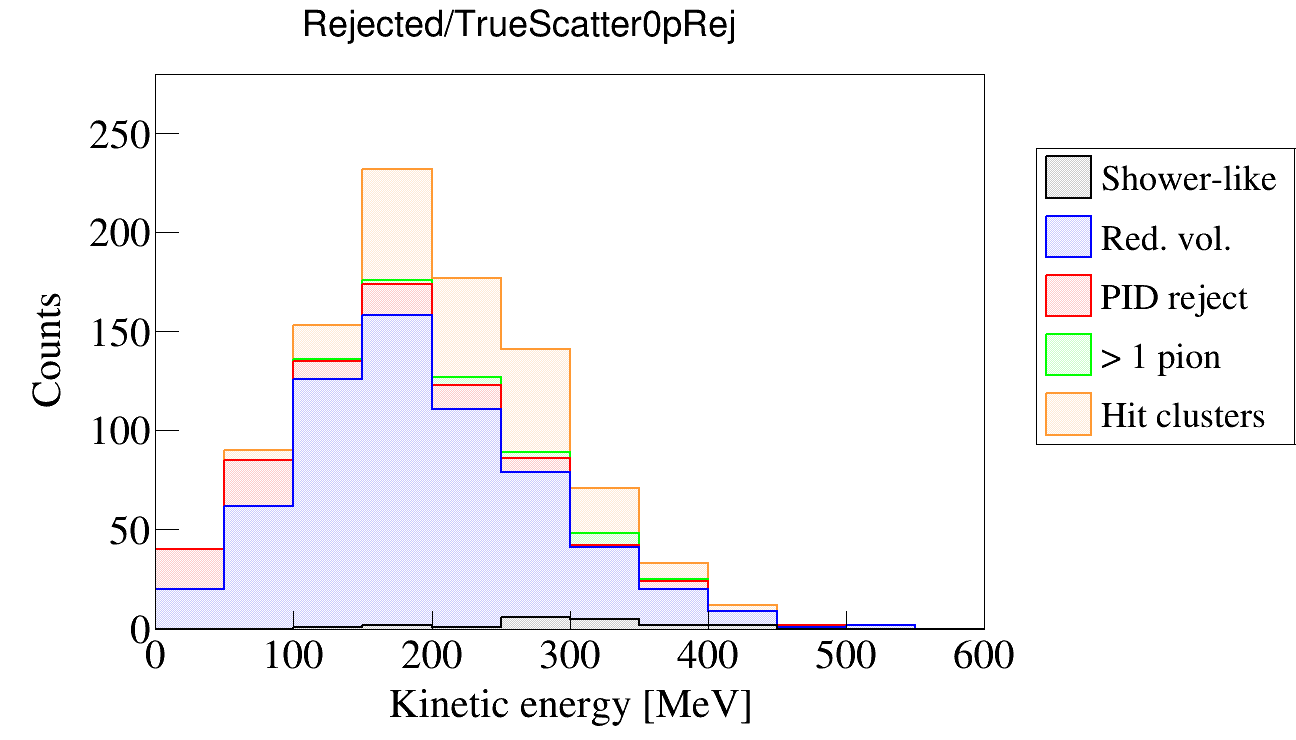 Rejected/TrueScatter0pRej
250
200
150
100
50
0
Counts
0 100 200 300 400 500 600
Kinetic energy [MeV]
Shower-like
Red. vol.
PID reject
> 1 pion
Hit clusters